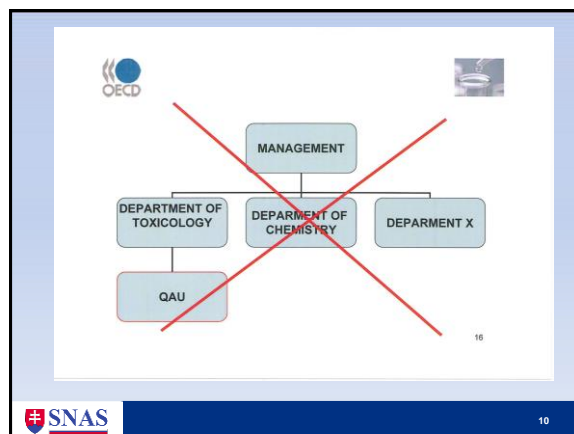 OECD
MANAGEMENT
DEPARTMENT OF
TOXICOLOGY
DEPARMENT OF
CHEMISTRY
DEPARMENT X
QAU
16
SNAS
10